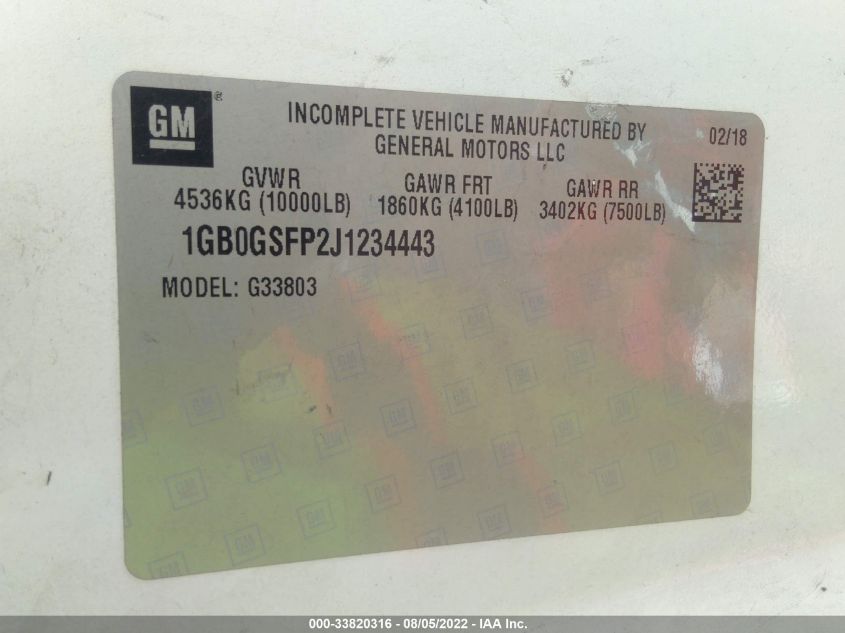 GM ®
INCOMPLETE VEHICLE MANUFACTURED BY
GENERAL MOTORS LLC
02/18
GVWR GAWR FRT GAWR RR
4536KG (10000LB) 1860KG (4100LB) 3402KG (7500LB)
1GB0GSFP2J1234443
MODEL: G33803
000-33820316 - 08/05/2022 - IAA Inc.